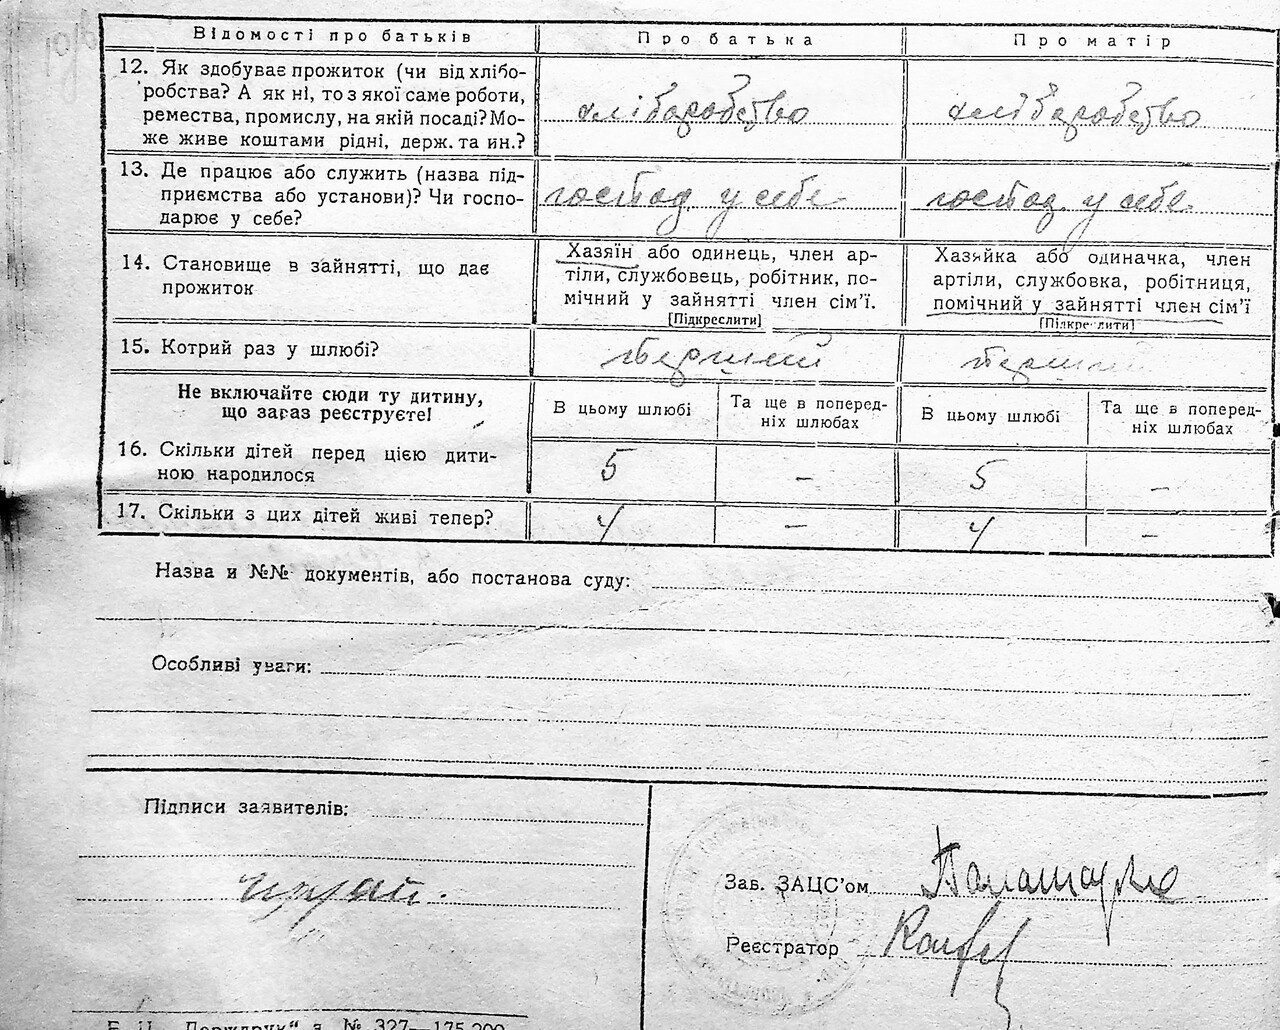 Відомості про батьків Про батька Про матір
12. Як здобуває прожиток (чи від хлібо-
робства? А як ні, то з якої саме роботи,
ремества, промислу, на якій посаді? Мо-
же живе коштами рідні, держ. та ин.?
хліборобство хліборобство
13. Де працює або служить (назва під-
приємства або установи)? Чи госпо-
дарює у себе?
господ у себе господ. у себе
14. Становище в зайнятті, що дає
прожиток
Хазяїн або одинець, член ар-
тіли, службовець, робітник, по-
мічний у зайнятті член сім’ї.
[Підкреслити]
Хазяйка або одиначка, член
артіли, службовка, робітниця,
помічний у зайнятті член сім’ї
[Підкреслити]
15. Котрий раз у шлюбі? перший перший
Не включайте сюди ту дитину,
що зараз реєструєте!
В цьому шлюбі
Та ще в поперед-
ніх шлюбах
В цьому шлюбі
Та ще в поперед-
ніх шлюбах
16. Скільки дітей перед цією дити-
ною народилося
5 – 5 –
17. Скільки з цих дітей живі тепер? 4 – 4 –
Назва и №№ документів, або постанова суду:
Особливі уваги:
Підписи заявителів:
Зав. ЗАЦС’ом
Реєстратор
Держдрук“ з. № 327—175.200